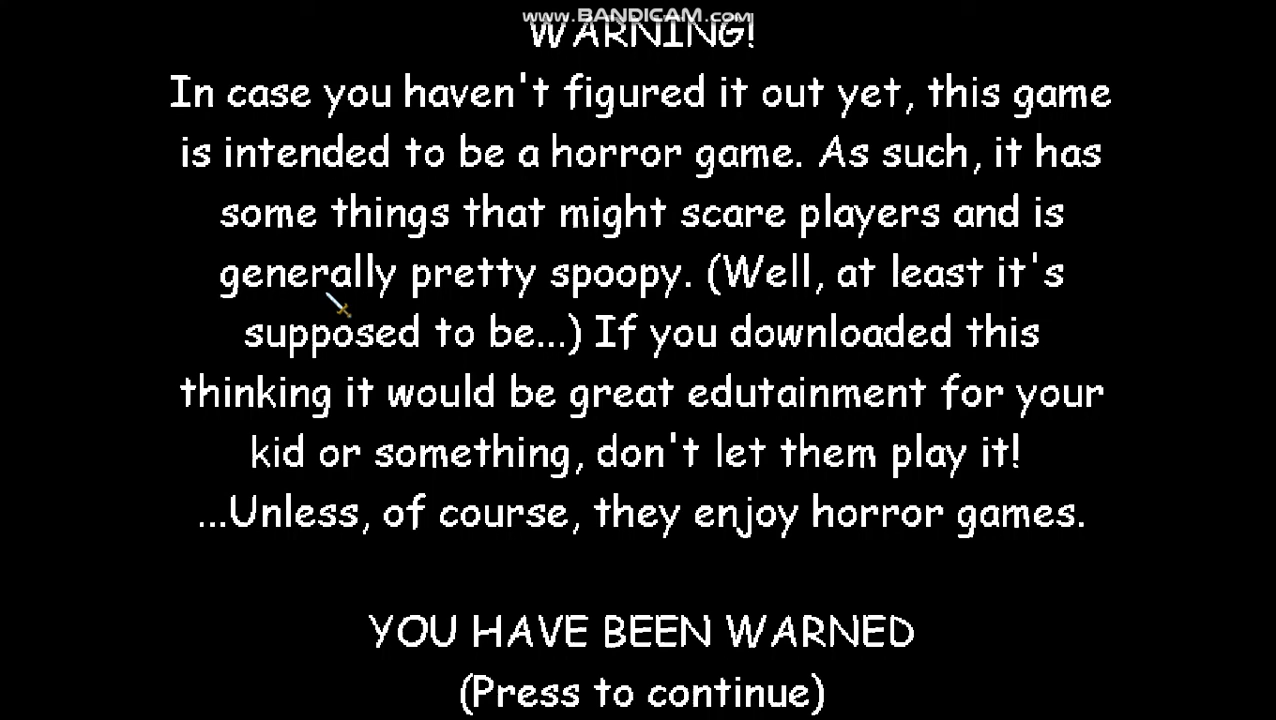 www.BANDICAM.com
WARNING!
In case you haven't figured it out yet, this game
is intended to be a horror game. As such, it has
some things that might scare players and is
generally pretty spoopy. (Well, at least it's
supposed to be...) If you downloaded this
thinking it would be great edutainment for your
kid or something, don't let them play it!
...Unless, of course, they enjoy horror games.
YOU HAVE BEEN WARNED
(Press to continue)